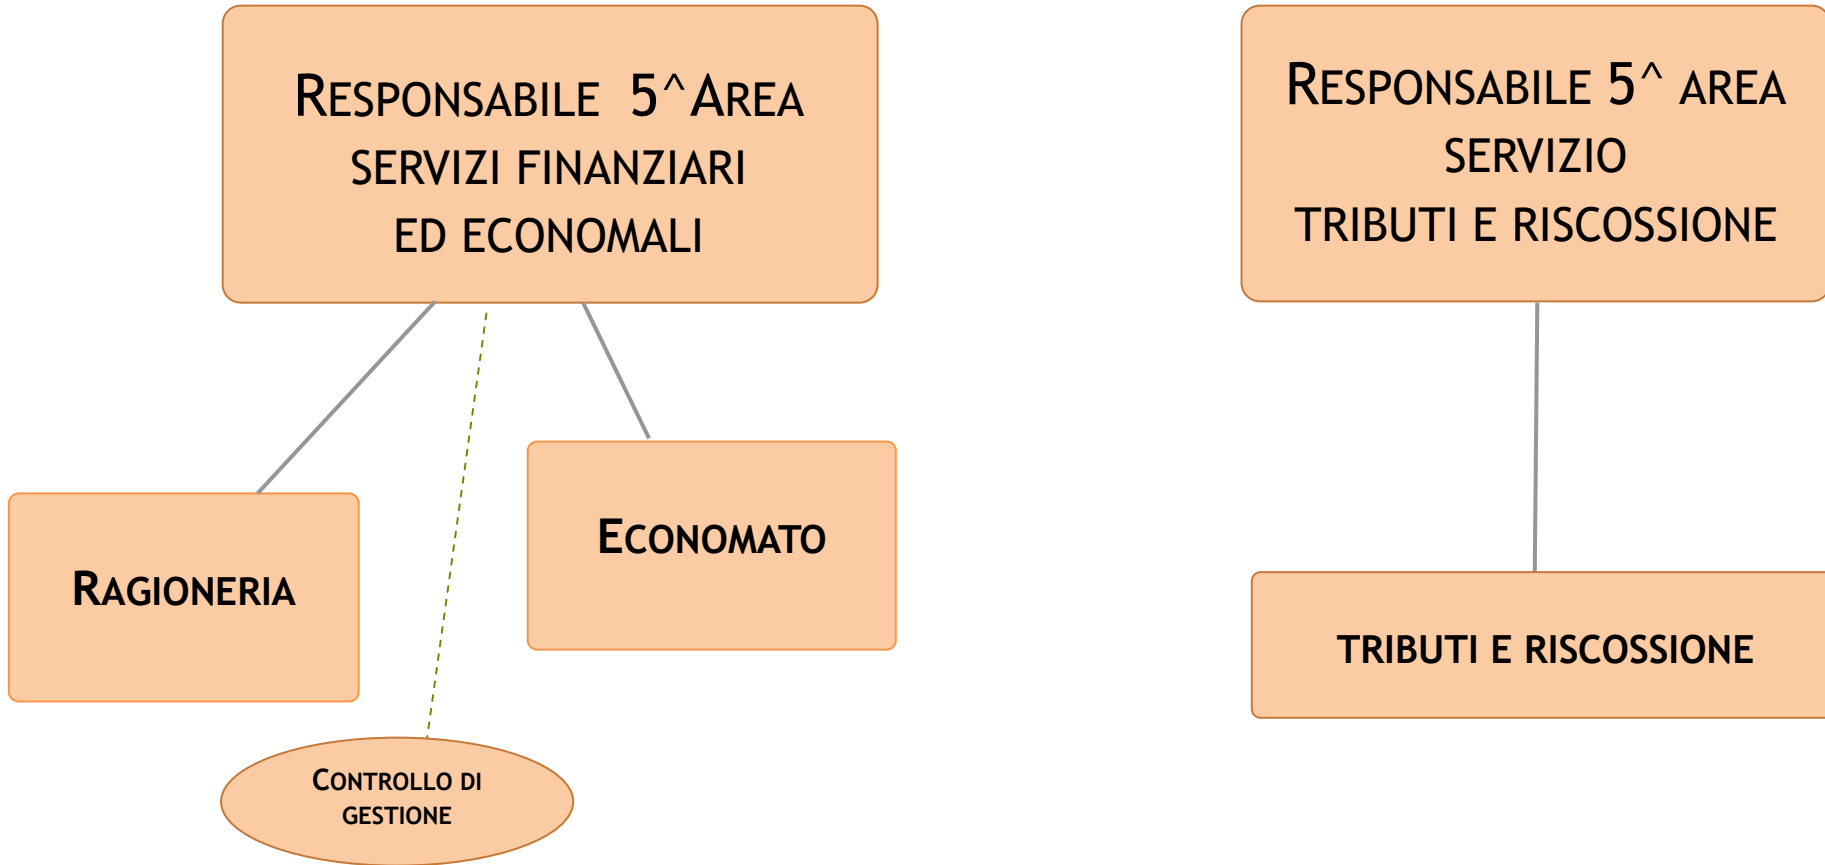 RESPONSABILE 5^AREA
SERVIZI FINANZIARI
ED ECONOMALI
RESPONSABILE 5^ AREA
SERVIZIO
TRIBUTI E RISCOSSIONE
ECONOMATO
RAGIONERIA
TRIBUTI E RISCOSSIONE
CONTROLLO DI
GESTIONE